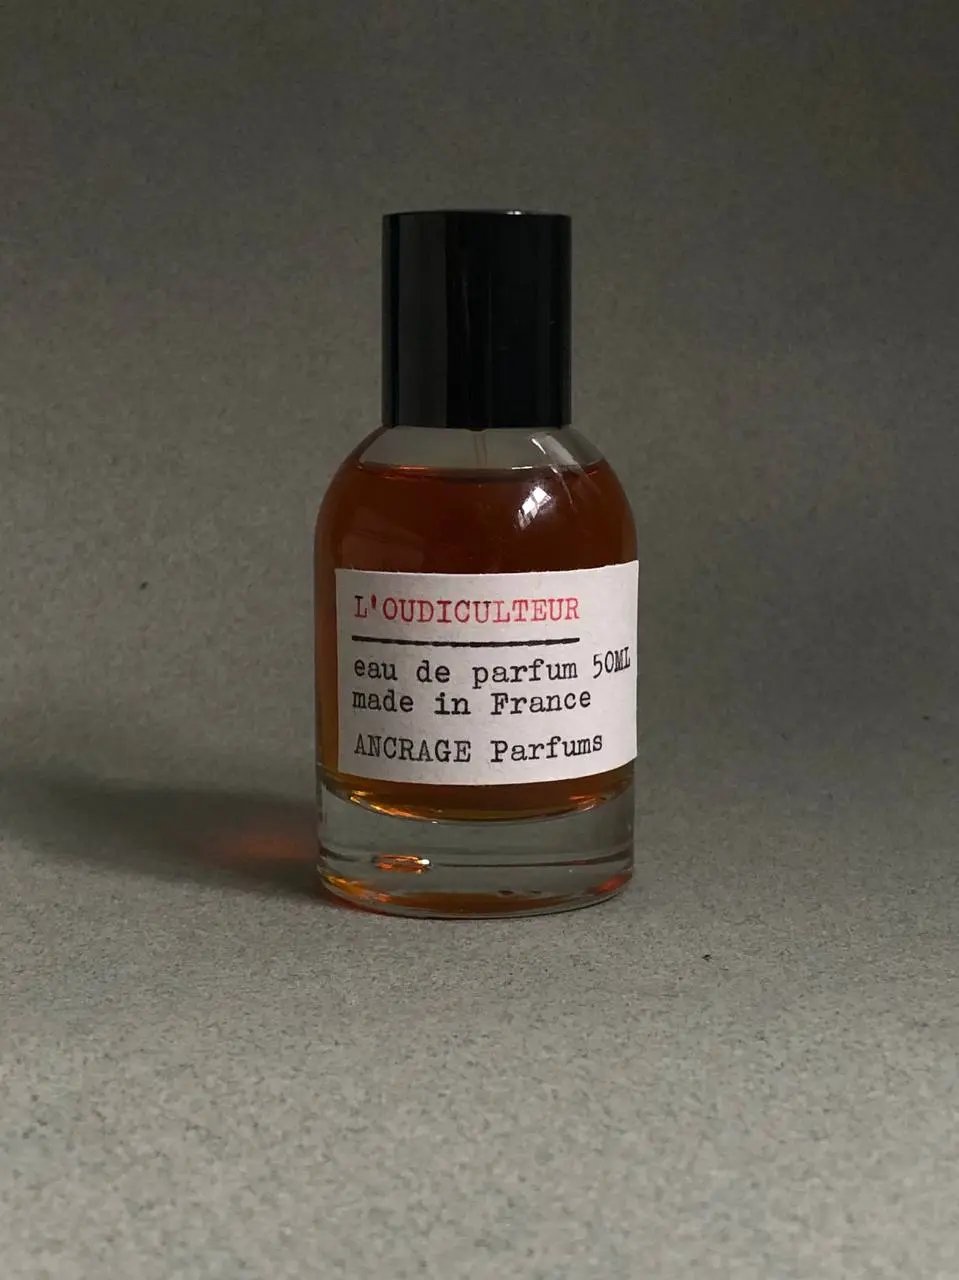 L'OUDICULTEUR
eau de parfum 50ML
made in France
ANCRAGE Parfums